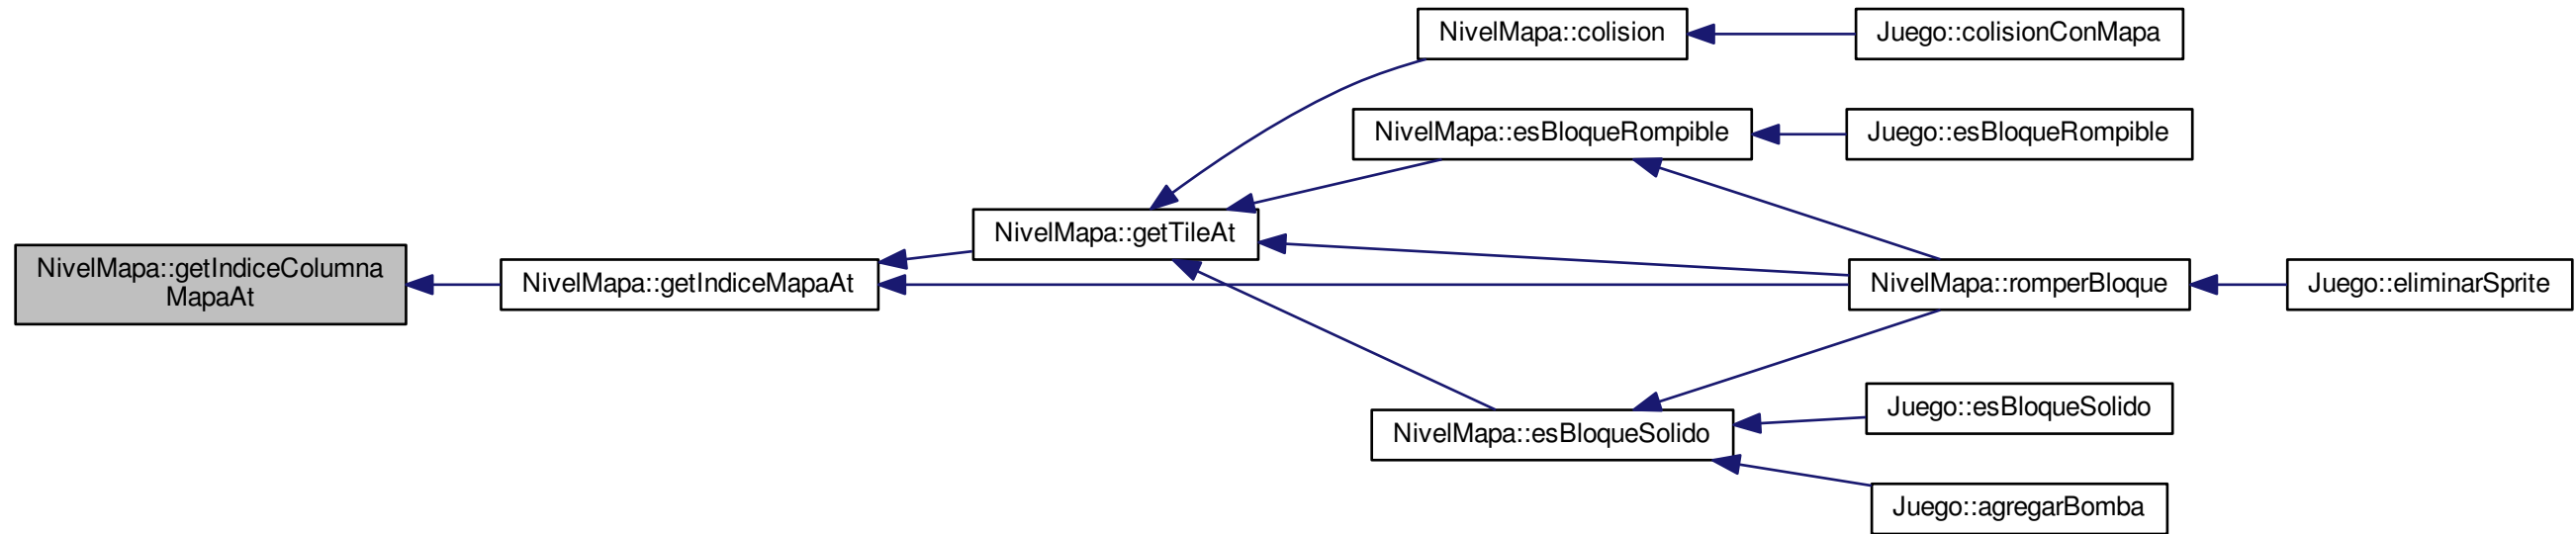 NivelMapa::getIndiceColumna
MapaAt
NivelMapa::getIndiceMapaAt
NivelMapa::getTileAt
NivelMapa::colision
Juego::colisionConMapa
NivelMapa::esBloqueRompible
Juego::esBloqueRompible
NivelMapa::romperBloque
Juego::eliminarSprite
NivelMapa::esBloqueSolido
Juego::esBloqueSolido
Juego::agregarBomba